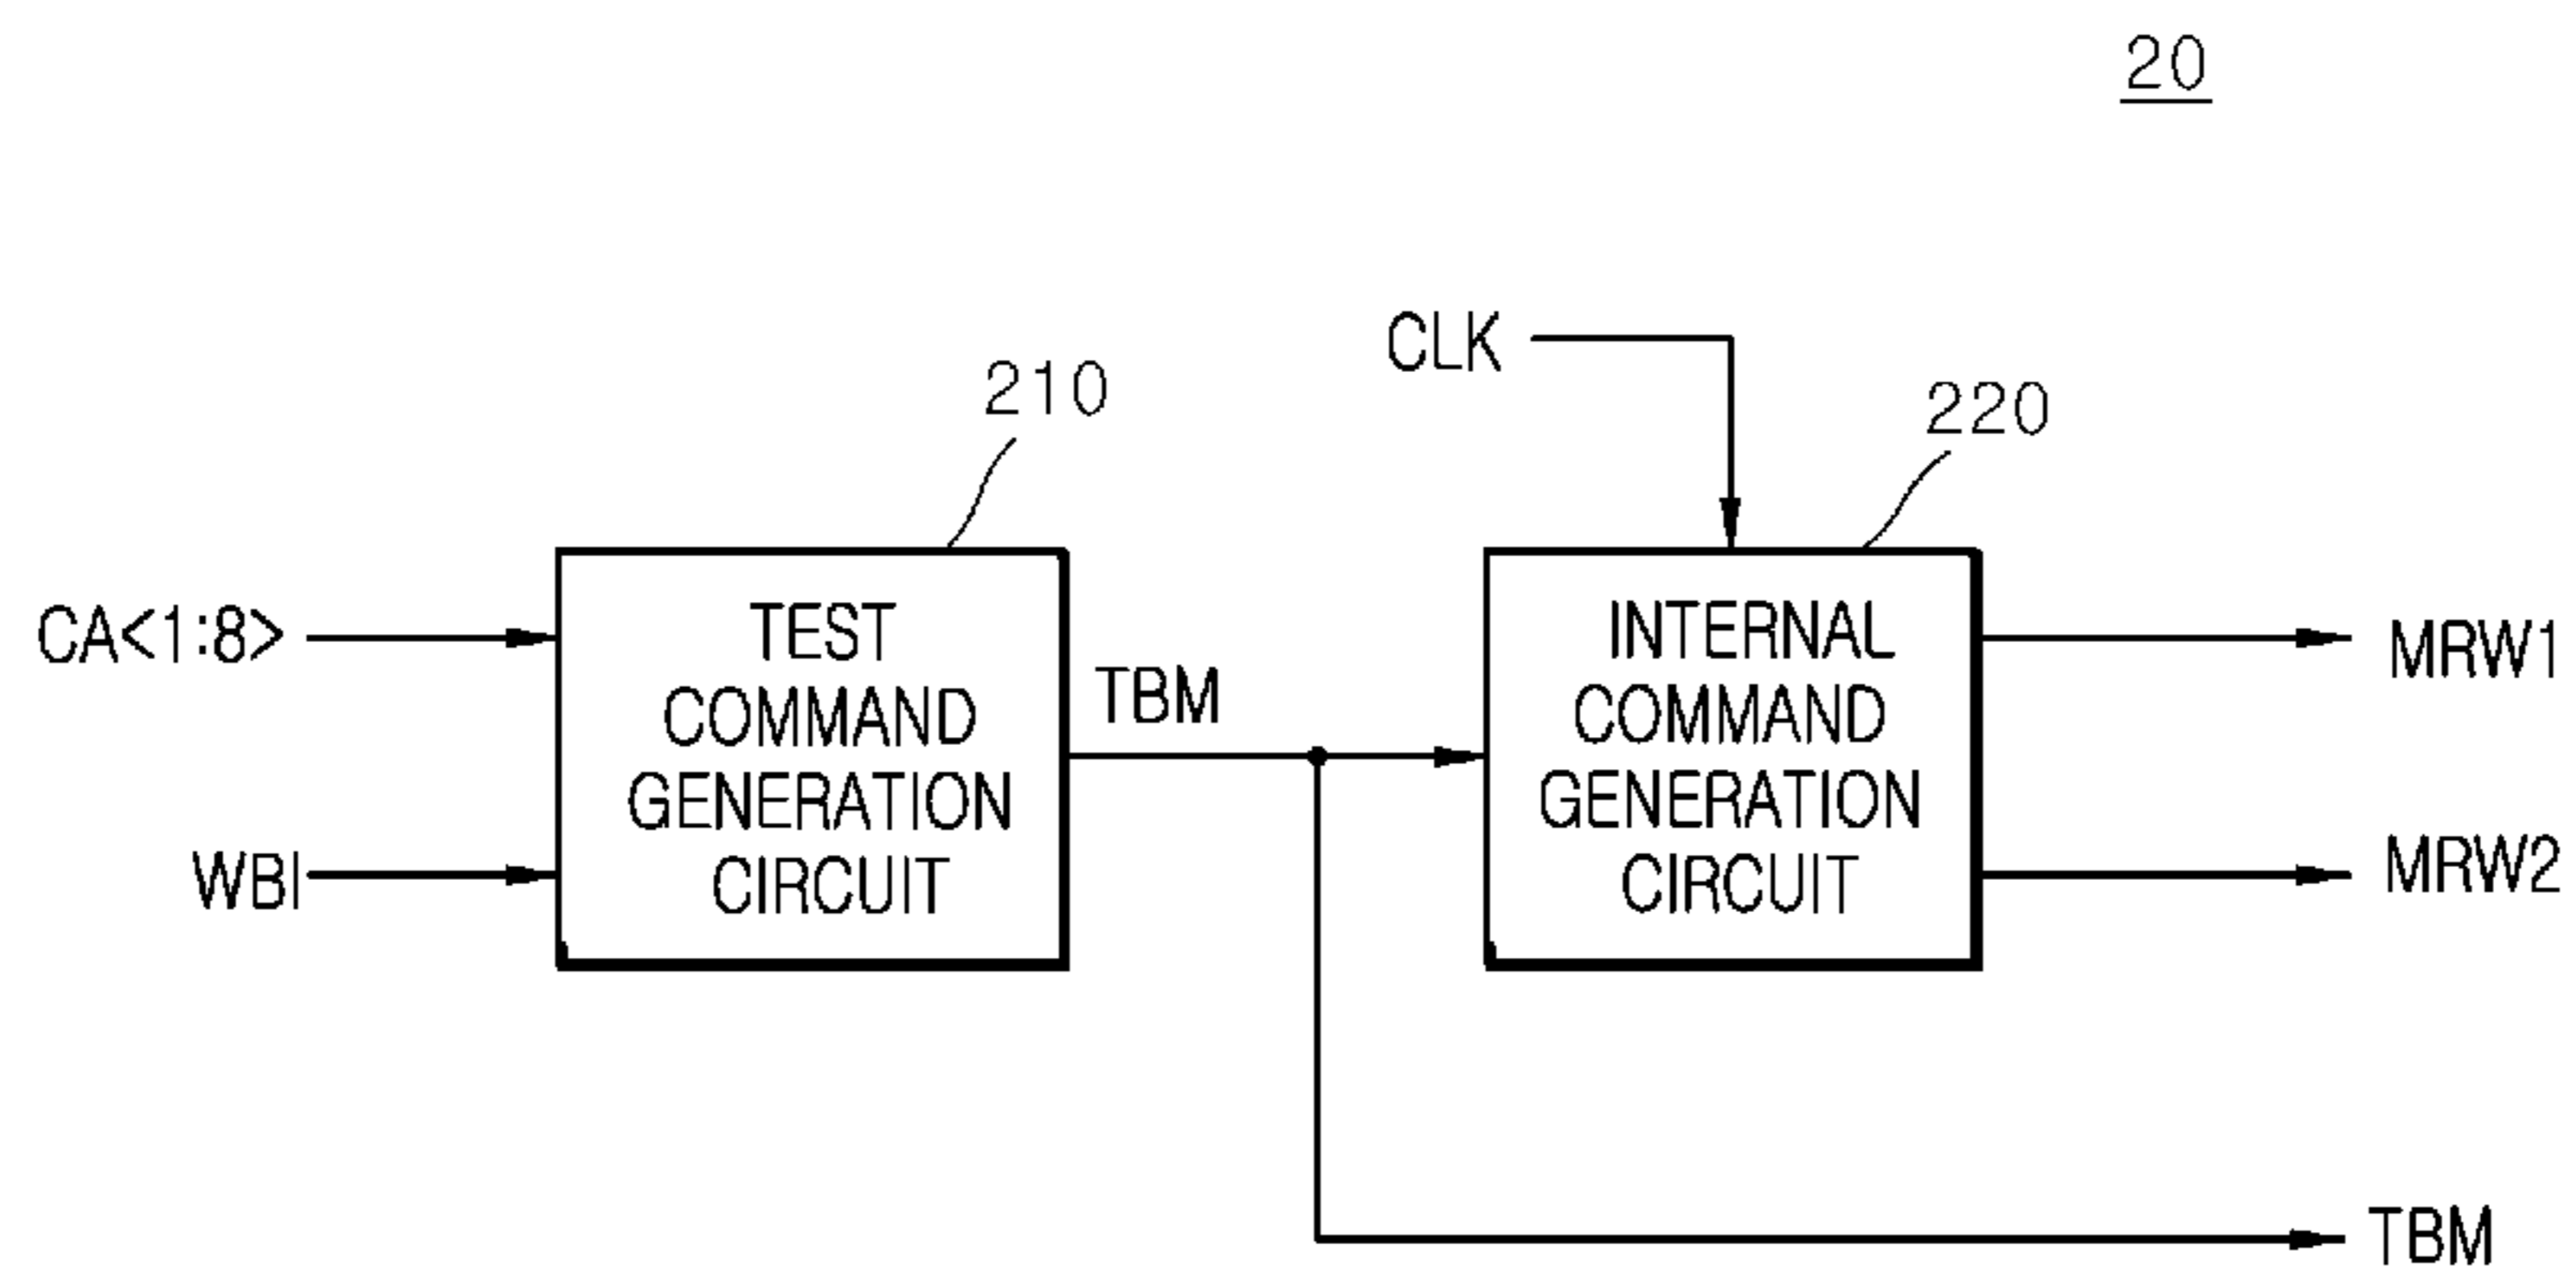 20
CLK
210
220
CA<1:8>
TEST
COMMAND
GENERATION
CIRCUIT
WBI
TBM
INTERNAL
COMMAND
GENERATION
CIRCUIT
MRW1
MRW2
TBM